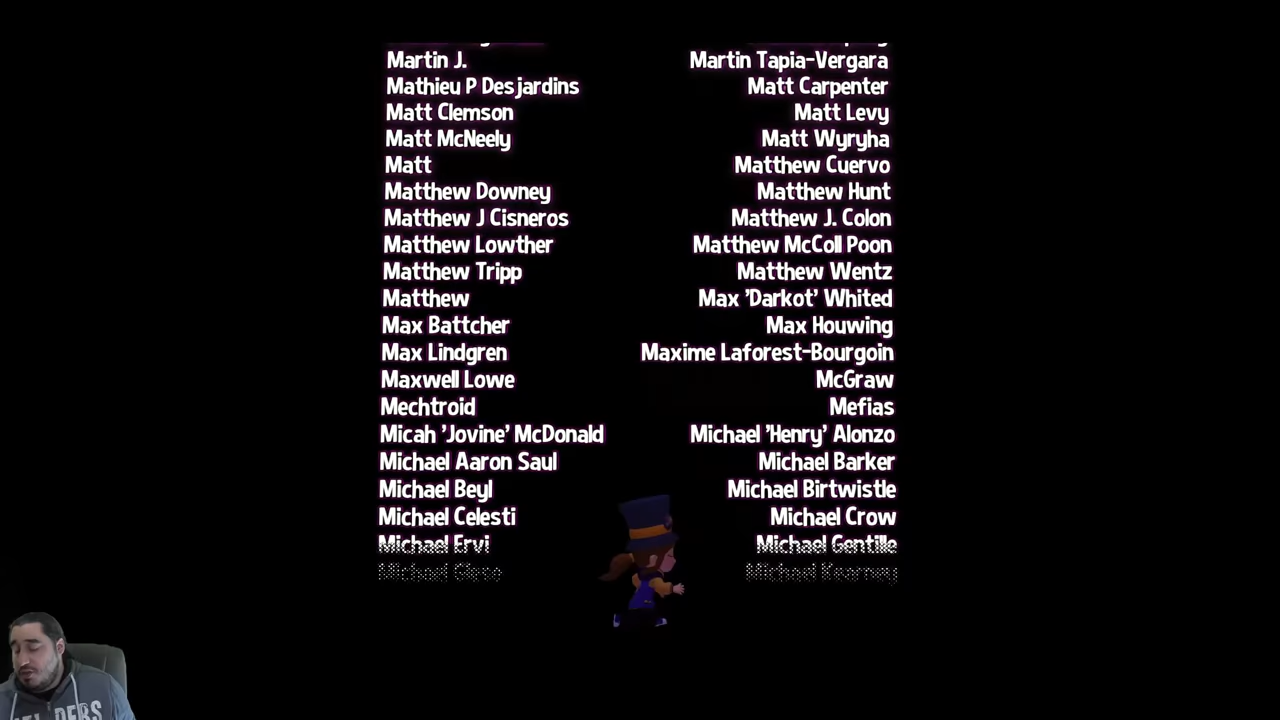 Martin J. Martin Tapia-Vergara
Mathieu P Desjardins Matt Carpenter
Matt Clemson Matt Levy
Matt McNeely Matt Wyryha
Matt Matthew Cuervo
Matthew Downey Matthew Hunt
Matthew J Cisneros Matthew J. Colon
Matthew Lowther Matthew McColl Poon
Matthew Tripp Matthew Wentz
Matthew Max 'Darkot' Whited
Max Battcher Max Houwing
Max Lindgren Maxime Laforest-Bourgoin
Maxwell Lowe McGraw
Mechtroid Mefias
Micah 'Jovine' McDonald Michael 'Henry' Alonzo
Michael Aaron Saul Michael Barker
Michael Beyl Michael Birtwistle
Michael Celesti Michael Crow
Michael Ervi Michael Gentille
Michael Michael Kearney